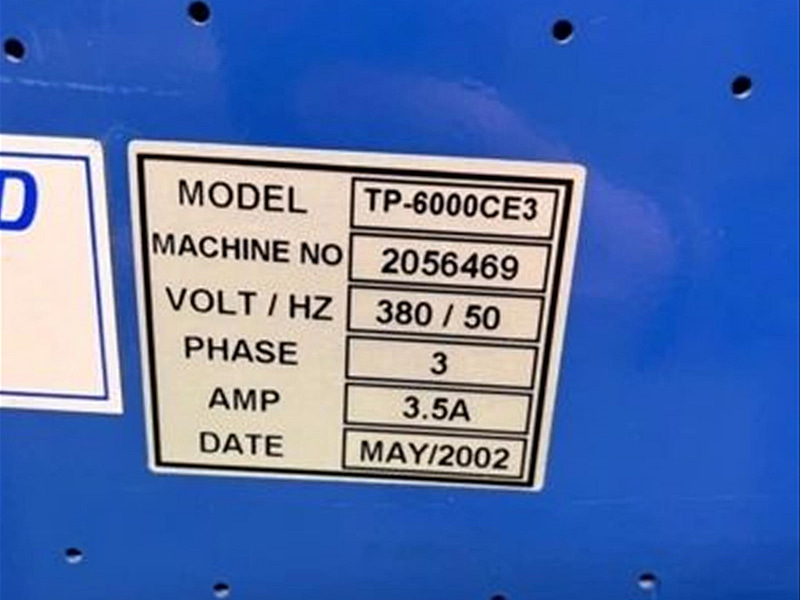 D
MODEL TP-6000CE3
MACHINE NO 2056469
VOLT / HZ 380 / 50
PHASE 3
AMP 3.5A
DATE MAY/2002